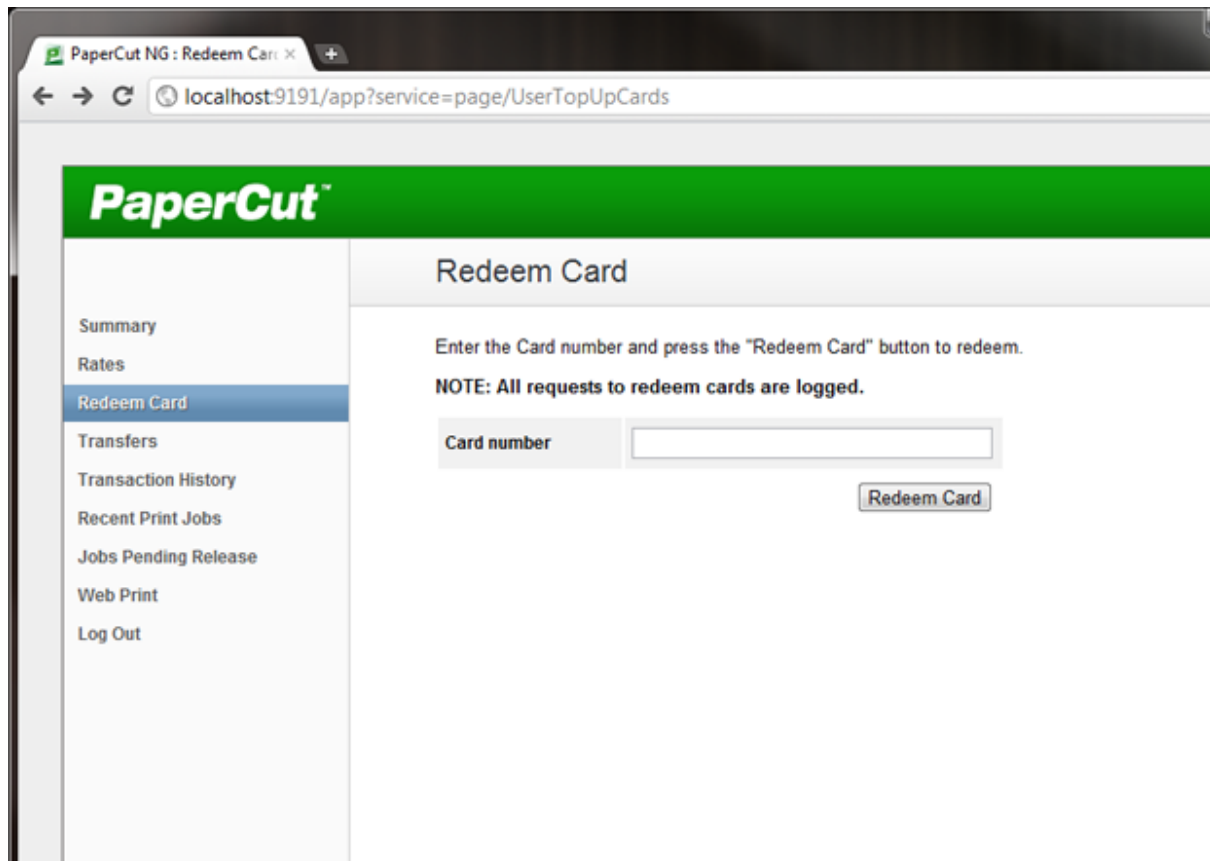 PaperCut NG : Redeem Car
localhost:9191/app?service=page/UserTopUpCards
PaperCut™
Redeem Card
Summary
Rates
Redeem Card
Transfers
Transaction History
Recent Print Jobs
Jobs Pending Release
Web Print
Log Out
Enter the Card number and press the "Redeem Card" button to redeem.
NOTE: All requests to redeem cards are logged.
Card number
Redeem Card